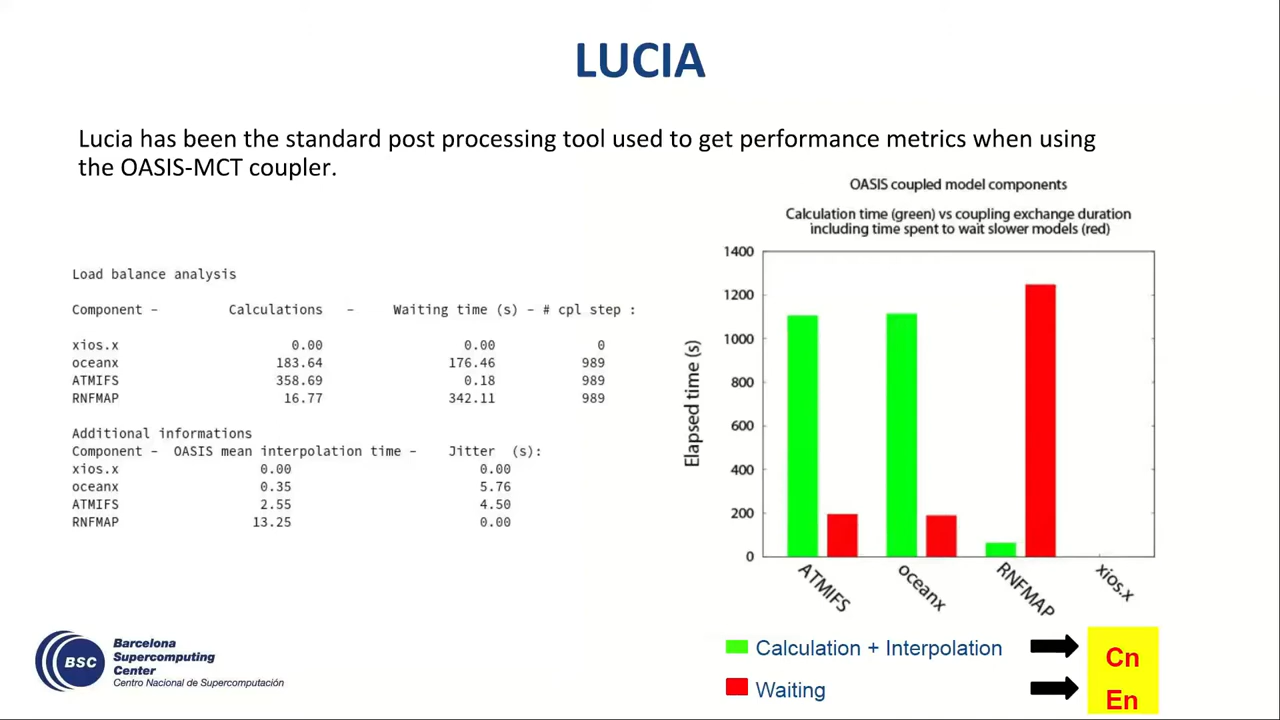 LUCIA
Lucia has been the standard post processing tool used to get performance metrics when using
the OASIS-MCT coupler.
Load balance analysis
Component – Calculations – Waiting time (s) – # cpl step :
xios.x 0.00 0.00 0
oceanx 183.64 176.46 989
ATMIFS 358.69 0.18 989
RNFMAP 16.77 342.11 989
Additional informations
Component – OASIS mean interpolation time – Jitter (s):
xios.x 0.00 0.00
oceanx 0.35 5.76
ATMIFS 2.55 4.50
RNFMAP 13.25 0.00
OASIS coupled model components
Calculation time (green) vs coupling exchange duration
including time spent to wait slower models (red)
1400
1200
1000
800
600
400
200
0
Elapsed time (s)
ATMIFS
oceanx
RNFMAP
xios.x
Calculation + Interpolation
Cn
Waiting
En
BSC
Barcelona
Supercomputing
Center
Centro Nacional de Supercomputación